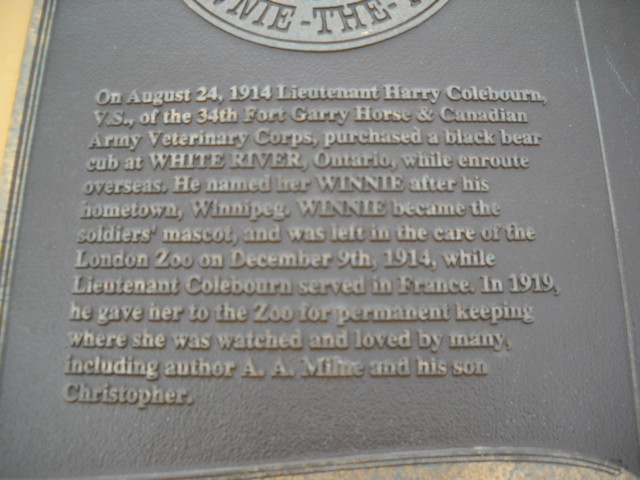 WNIE-THE-
On August 24, 1914 Lieutenant Harry Colebourn,
V.S., of the 34th Fort Garry Horse & Canadian
Army Veterinary Corps, purchased a black bear
cub at WHITE RIVER, Ontario, while enroute
overseas. He named her WINNIE after his
hometown, Winnipeg. WINNIE became the
soldiers' mascot, and was left in the care of the
London Zoo on December 9th, 1914, while
Lieutenant Colebourn served in France. In 1919,
he gave her to the Zoo for permanent keeping
where she was watched and loved by many,
including author A. A. Milne and his son
Christopher.